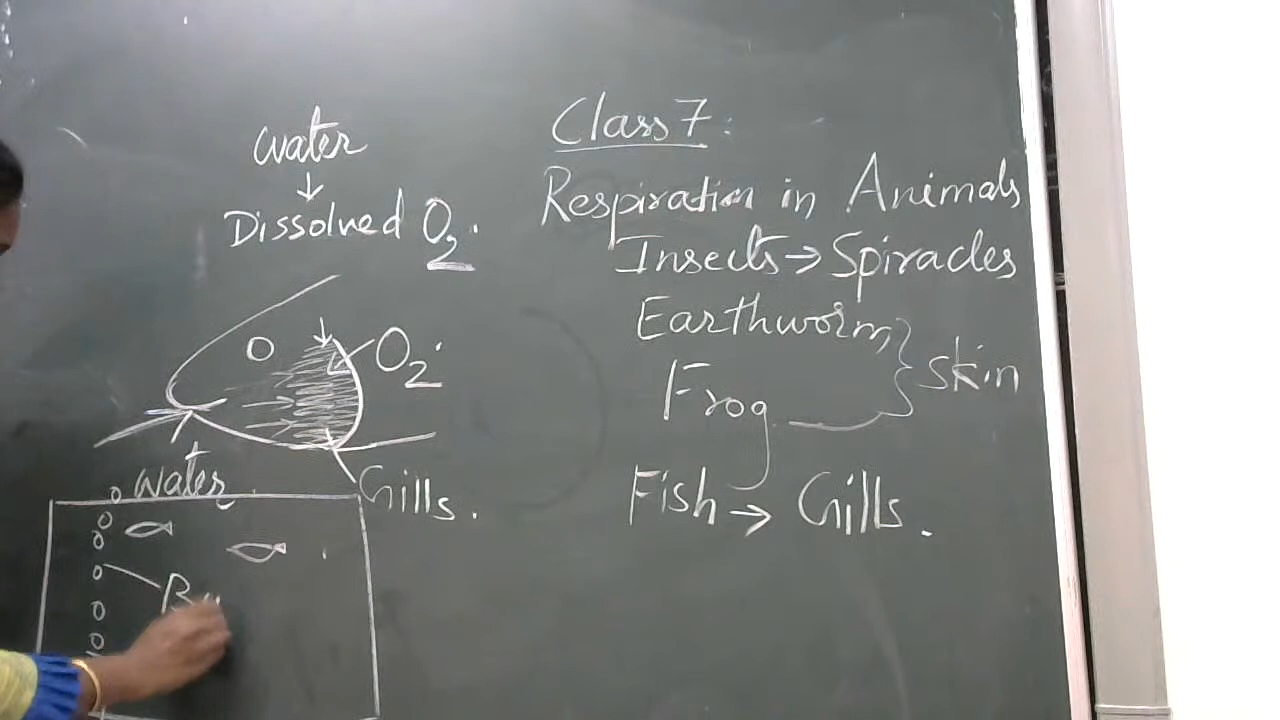 Water
Dissolved O2.
O2.
Water
Gills.
Class 7:
Respiration in Animals
Insects → Spiracles
Earthworm
Frog
Skin
Fish → Gills.